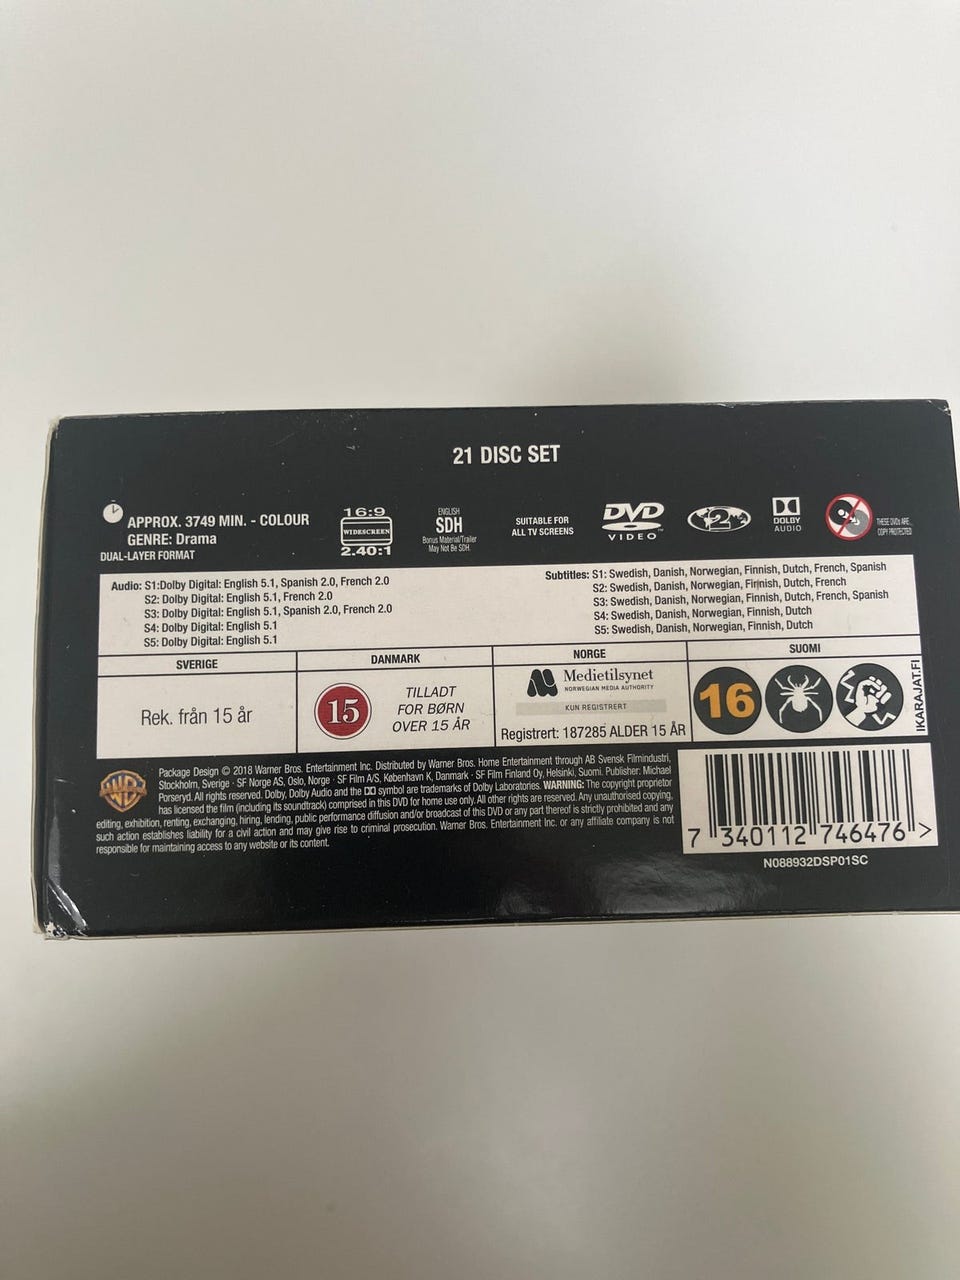 21 DISC SET
APPROX. 3749 MIN. - COLOUR
GENRE: Drama
DUAL-LAYER FORMAT
16:9
WIDESCREEN
2.40:1
ENGLISH
SDH
Bonus Material/Trailer
May Not Be SDH.
SUITABLE FOR
ALL TV SCREENS
DVD
VIDEO
2
DOLBY
AUDIO
THESE DVDs ARE
COPY PROTECTED
Audio: S1:Dolby Digital: English 5.1, Spanish 2.0, French 2.0
S2: Dolby Digital: English 5.1, French 2.0
S3: Dolby Digital: English 5.1, Spanish 2.0, French 2.0
S4: Dolby Digital: English 5.1
S5: Dolby Digital: English 5.1
Subtitles: S1: Swedish, Danish, Norwegian, Finnish, Dutch, French, Spanish
S2: Swedish, Danish, Norwegian, Finnish, Dutch, French
S3: Swedish, Danish, Norwegian, Finnish, Dutch, French, Spanish
S4: Swedish, Danish, Norwegian, Finnish, Dutch
S5: Swedish, Danish, Norwegian, Finnish, Dutch
SVERIGE
Rek. från 15 år
DANMARK
15
TILLADT
FOR BØRN
OVER 15 ÅR
NORGE
Medietilsynet
NORWEGIAN MEDIA AUTHORITY
KUN REGISTRERT
Registrert: 187285 ALDER 15 ÅR
SUOMI
16
IKARAJAT.FI
WB
Package Design © 2018 Warner Bros. Entertainment Inc. Distributed by Warner Bros. Home Entertainment through AB Svensk Filmindustri,
Stockholm, Sverige · SF Norge AS, Oslo, Norge · SF Film A/S, København K, Danmark · SF Film Finland Oy, Helsinki, Suomi. Publisher: Michael
Porseryd. All rights reserved. Dolby, Dolby Audio and the DD symbol are trademarks of Dolby Laboratories. WARNING: The copyright proprietor
has licensed the film (including its soundtrack) comprised in this DVD for home use only. All other rights are reserved. Any unauthorised copying,
editing, exhibition, renting, exchanging, hiring, lending, public performance diffusion and/or broadcast of this DVD or any part thereof is strictly prohibited and any
such action establishes liability for a civil action and may give rise to criminal prosecution. Warner Bros. Entertainment Inc. or any affiliate company is not
responsible for maintaining access to any website or its content.
7 340112 746476 >
N088932DSP01SC